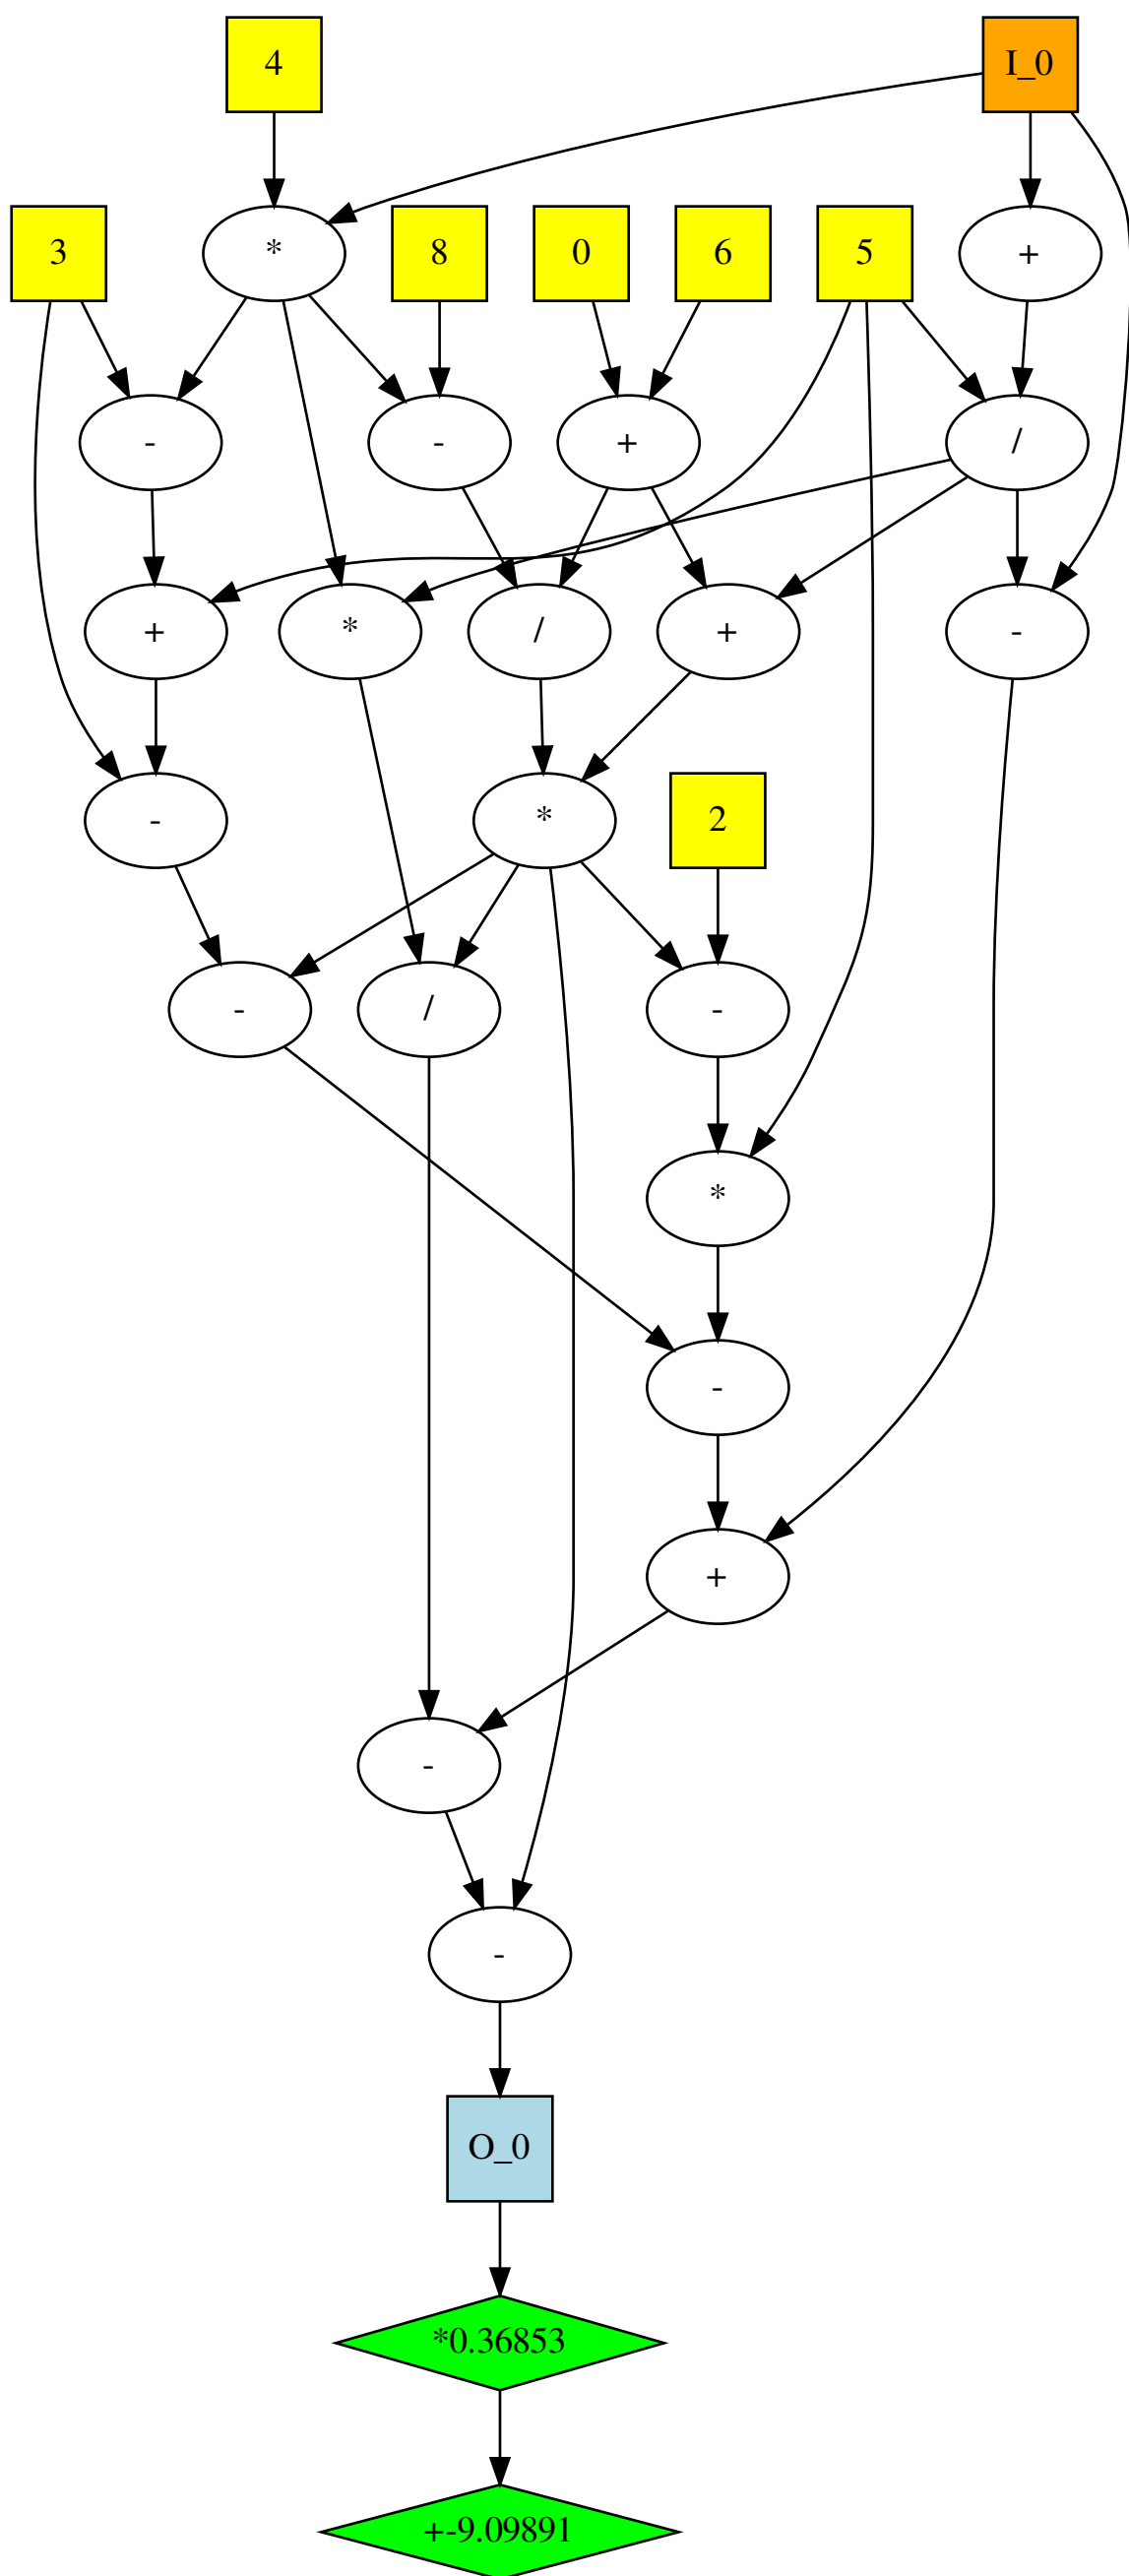 4 I_0
3 * 8 0 6 5 +
- - + /
+ * / + -
- * 2
- / -
*
-
+
-
-
O_0
*0.36853
+-9.09891